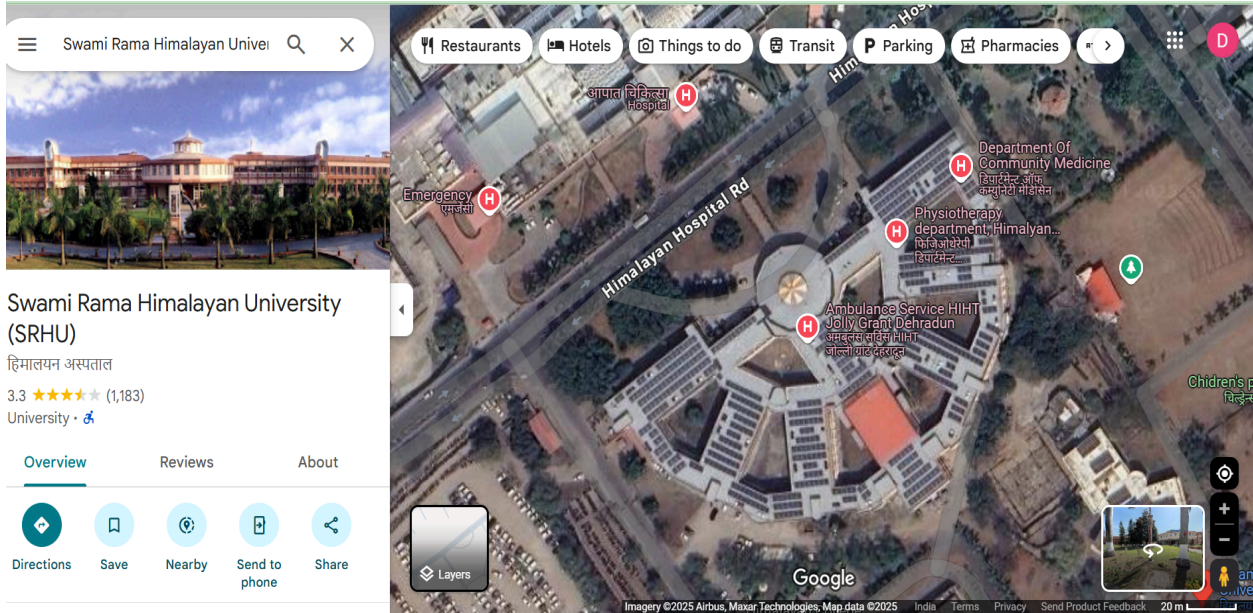 Swami Rama Himalayan Univer
Restaurants
Hotels
Things to do
Transit
P Parking
Pharmacies
D
Swami Rama Himalayan University
(SRHU)
हिमालयन अस्पताल
3.3 (1,183)
University ·
Overview
Reviews
About
Directions
Save
Nearby
Send to
phone
Share
आपात चिकित्सा
Hospital
H
Emergency
एमर्जेंसी
H
Himalayan Hospital Rd
Department Of
Community Medicine
डिपार्टमेन्ट ऑफ़
कम्युनिटी मेडिसिन
H
Physiotherapy
department, Himalyan...
फिजिओथेरेपी
डिपार्टमेन्ट...
H
Ambulance Service HIHT
Jolly Grant Dehradun
अमबुलेंस सर्विस HIHT
जोल्ली ग्रांट देहरादून
H
Chidren's p
Layers
Google
Imagery ©2025 Airbus, Maxar Technologies, Map data ©2025
India
Terms
Privacy
Send Product Feedback
20 m